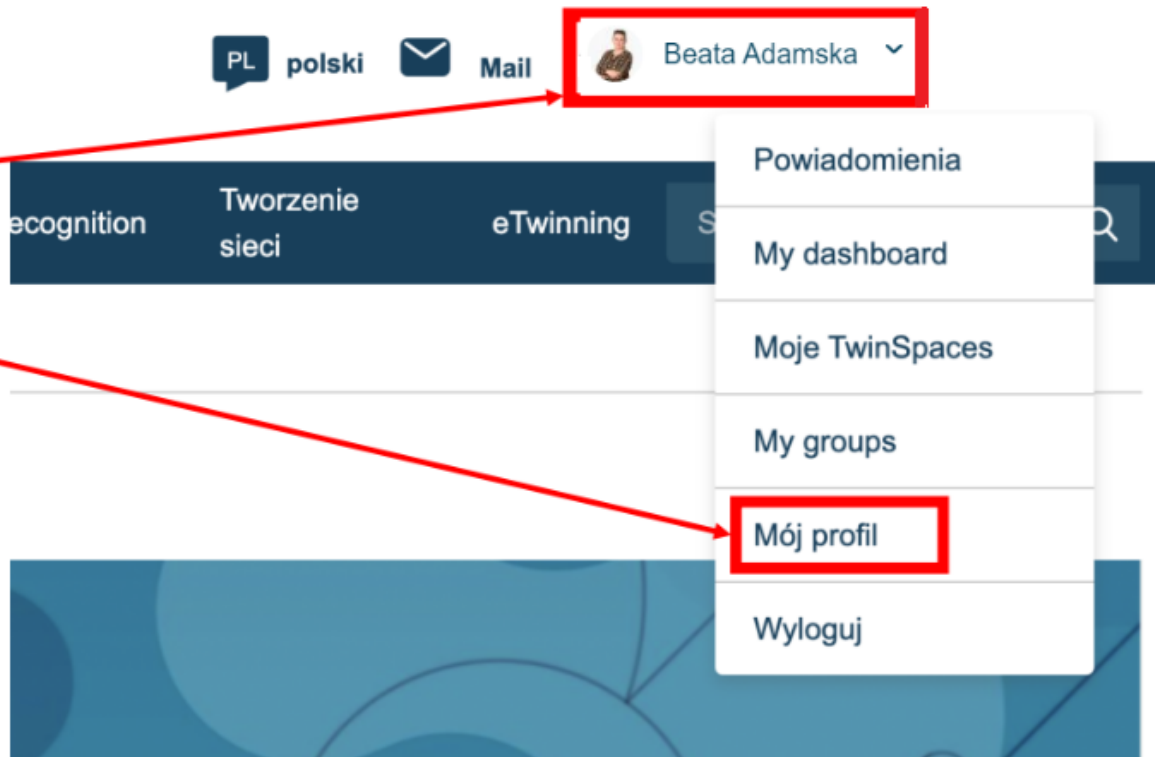 PL polski Mail Beata Adamska
Powiadomienia
ecognition
Tworzenie
sieci
eTwinning
S
My dashboard
Moje TwinSpaces
My groups
Mój profil
Wyloguj